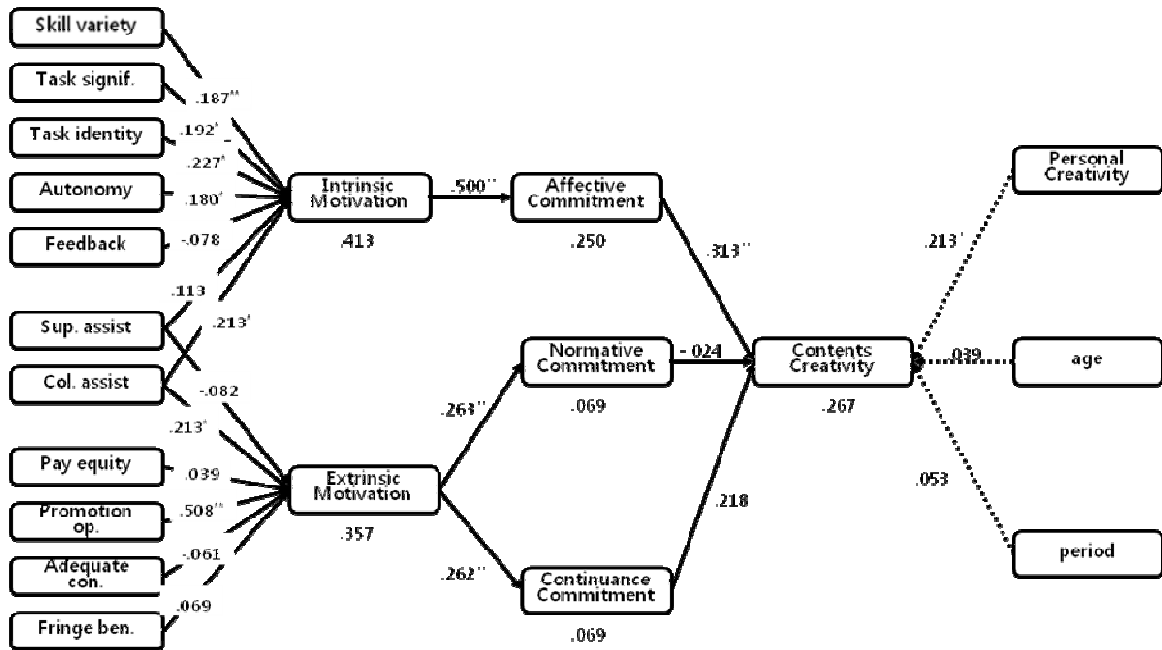 Skill variety
Task signif.
Task identity
Autonomy
Feedback
Sup. assist
Col. assist
Pay equity
Promotion
op.
Adequate
con.
Fringe ben.
.187**
.192*
.227*
.180*
-.078
.113
.213*
-.082
.213*
.039
.508**
-.061
.069
Intrinsic
Motivation
.413
Extrinsic
Motivation
.357
.500**
.263**
.262**
Affective
Commitment
.250
Normative
Commitment
.069
Continuance
Commitment
.069
.313**
-.024
.218
Contents
Creativity
.267
.213*
.039
.053
Personal
Creativity
age
period